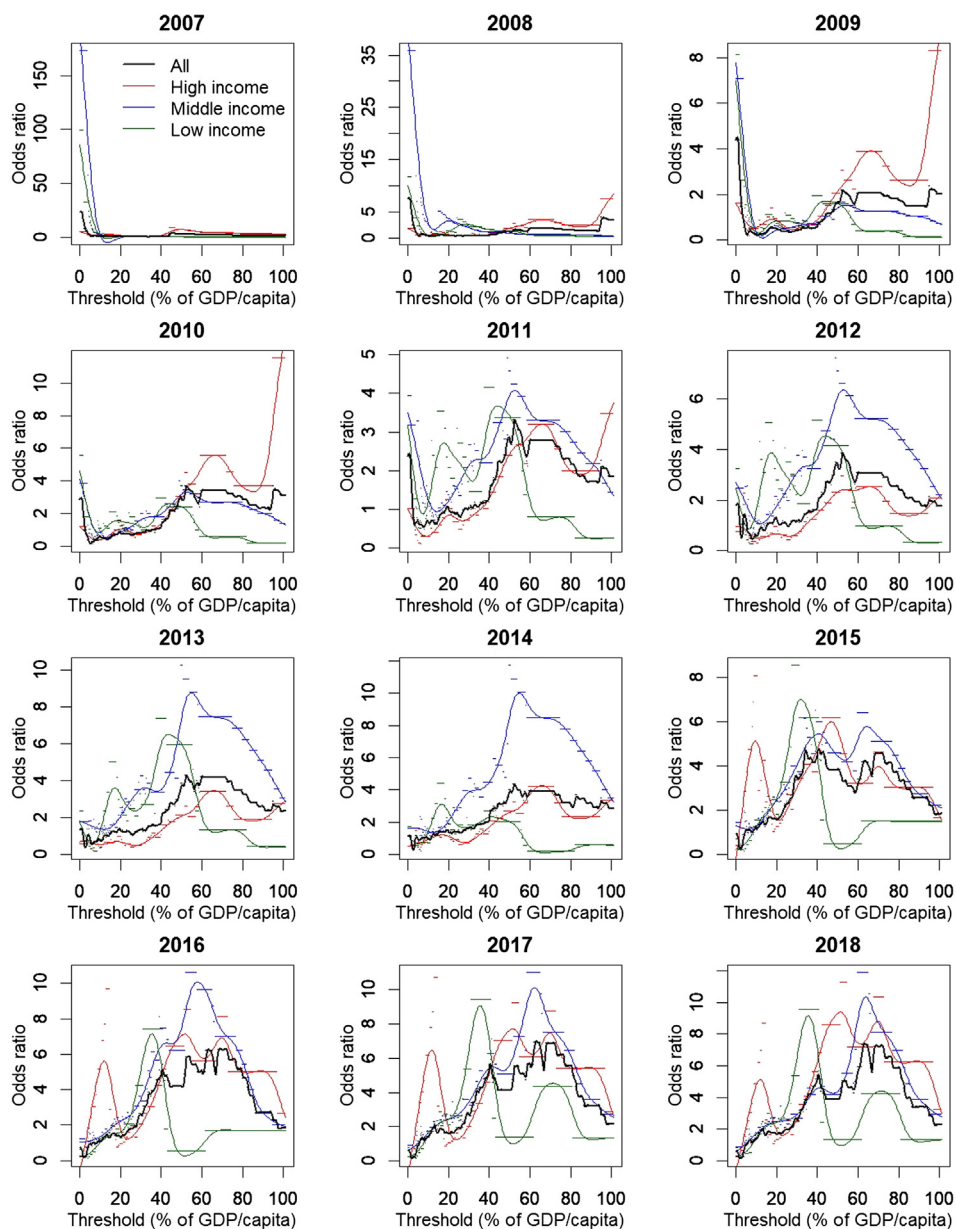 2007
Odds ratio
0 50 100 150
All
High income
Middle income
Low income
0 20 40 60 80 100
Threshold (% of GDP/capita)
2008
Odds ratio
0 5 15 25 35
0 20 40 60 80 100
Threshold (% of GDP/capita)
2009
Odds ratio
0 2 4 6 8
0 20 40 60 80 100
Threshold (% of GDP/capita)
2010
Odds ratio
0 2 4 6 8 10
0 20 40 60 80 100
Threshold (% of GDP/capita)
2011
Odds ratio
0 1 2 3 4 5
0 20 40 60 80 100
Threshold (% of GDP/capita)
2012
Odds ratio
0 2 4 6
0 20 40 60 80 100
Threshold (% of GDP/capita)
2013
Odds ratio
0 2 4 6 8 10
0 20 40 60 80 100
Threshold (% of GDP/capita)
2014
Odds ratio
0 2 4 6 8 10
0 20 40 60 80 100
Threshold (% of GDP/capita)
2015
Odds ratio
0 2 4 6 8
0 20 40 60 80 100
Threshold (% of GDP/capita)
2016
Odds ratio
0 2 4 6 8 10
0 20 40 60 80 100
Threshold (% of GDP/capita)
2017
Odds ratio
0 2 4 6 8 10
0 20 40 60 80 100
Threshold (% of GDP/capita)
2018
Odds ratio
0 2 4 6 8 10
0 20 40 60 80 100
Threshold (% of GDP/capita)